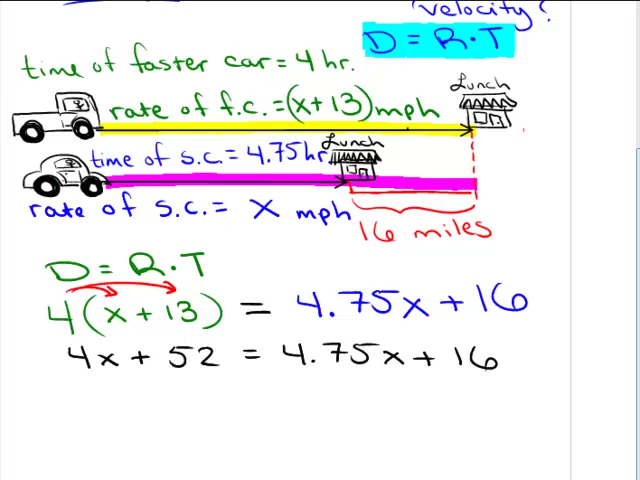 velocity?
D = R·T
time of faster car = 4 hr.
Lunch
rate of f.c. = (x+13) mph
Lunch
time of s.c. = 4.75 hr
rate of s.c. = x mph
16 miles
D = R·T
4(x + 13) = 4.75x + 16
4x + 52 = 4.75x + 16